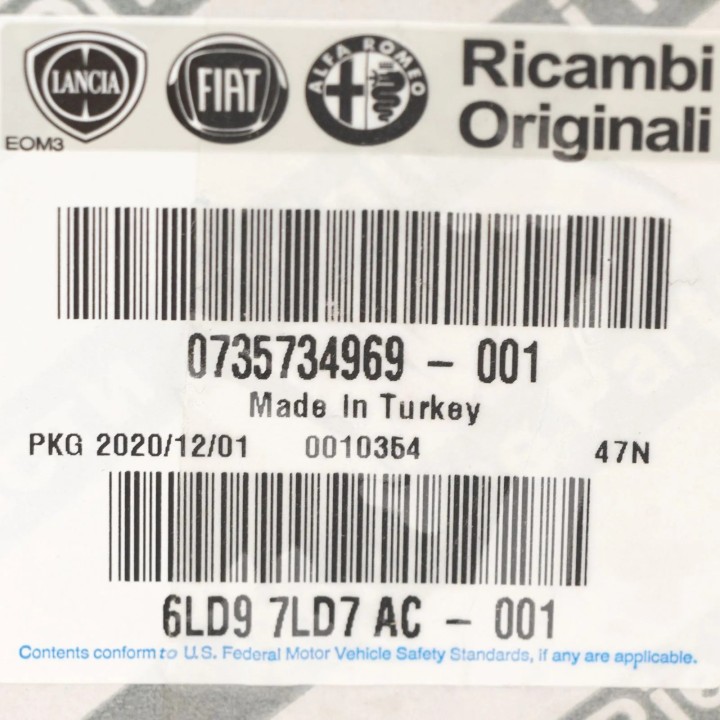 LANCIA FIAT ALFA ROMEO Ricambi
Originali
EOM3
0735734969 - 001
Made In Turkey
PKG 2020/12/01 0010354 47N
6LD9 7LD7 AC - 001
Contents conform to U.S. Federal Motor Vehicle Safety Standards, if any are applicable.